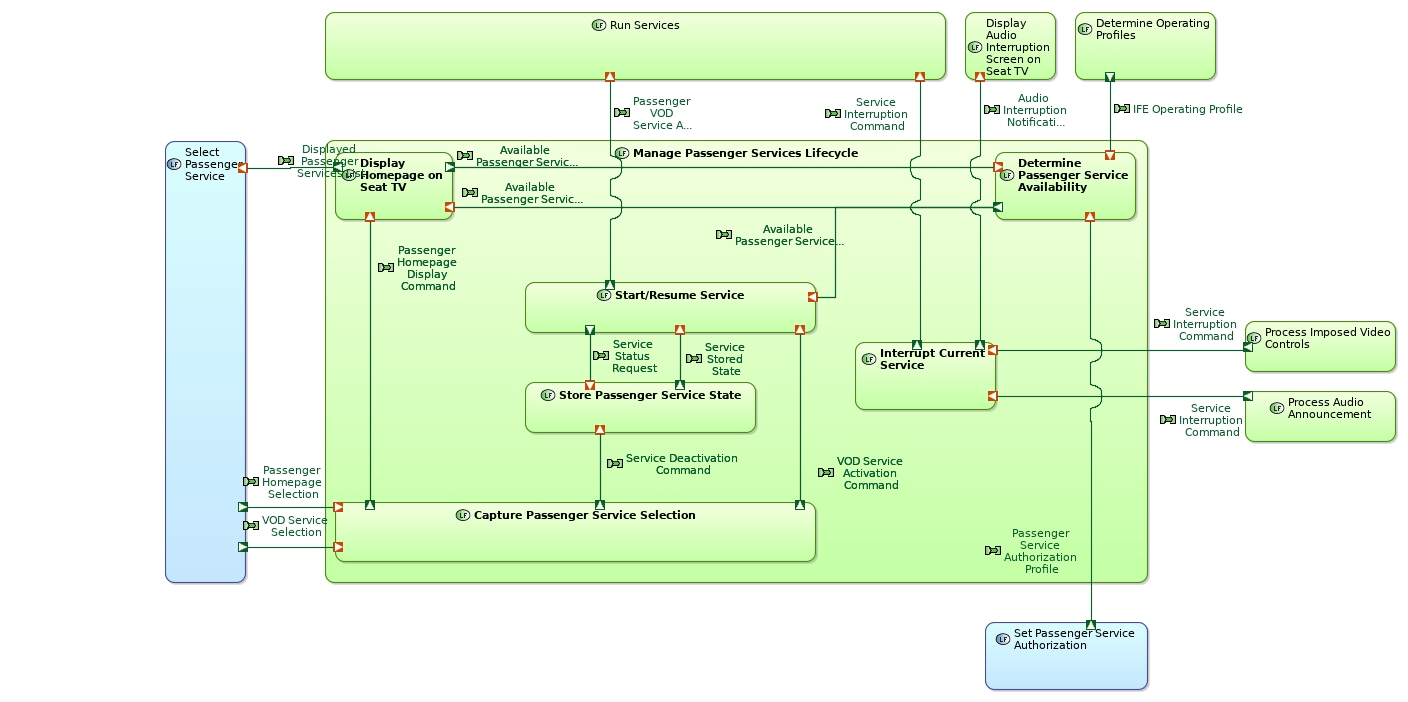 LF Run Services
Display
Audio
LF Interruption
Screen on
Seat TV
LF Determine Operating
Profiles
Passenger
VOD
Service A...
Service
Interruption
Command
Audio
Interruption
Notificati...
IFE Operating Profile
Select
LF Passenger
Service
Displayed
Passenger
Services List
LF Manage Passenger Services Lifecycle
Display
LF Homepage on
Seat TV
Available
Passenger Servic...
Available
Passenger Servic...
Determine
LF Passenger Service
Availability
Available
Passenger Service...
Passenger
Homepage
Display
Command
LF Start/Resume Service
Service
Status
Request
Service
Stored
State
LF Interrupt Current
Service
Service
Interruption
Command
LF Process Imposed Video
Controls
LF Store Passenger Service State
Service
Interruption
Command
LF Process Audio
Announcement
Service Deactivation
Command
VOD Service
Activation
Command
Passenger
Homepage
Selection
VOD Service
Selection
LF Capture Passenger Service Selection
Passenger
Service
Authorization
Profile
LF Set Passenger Service
Authorization